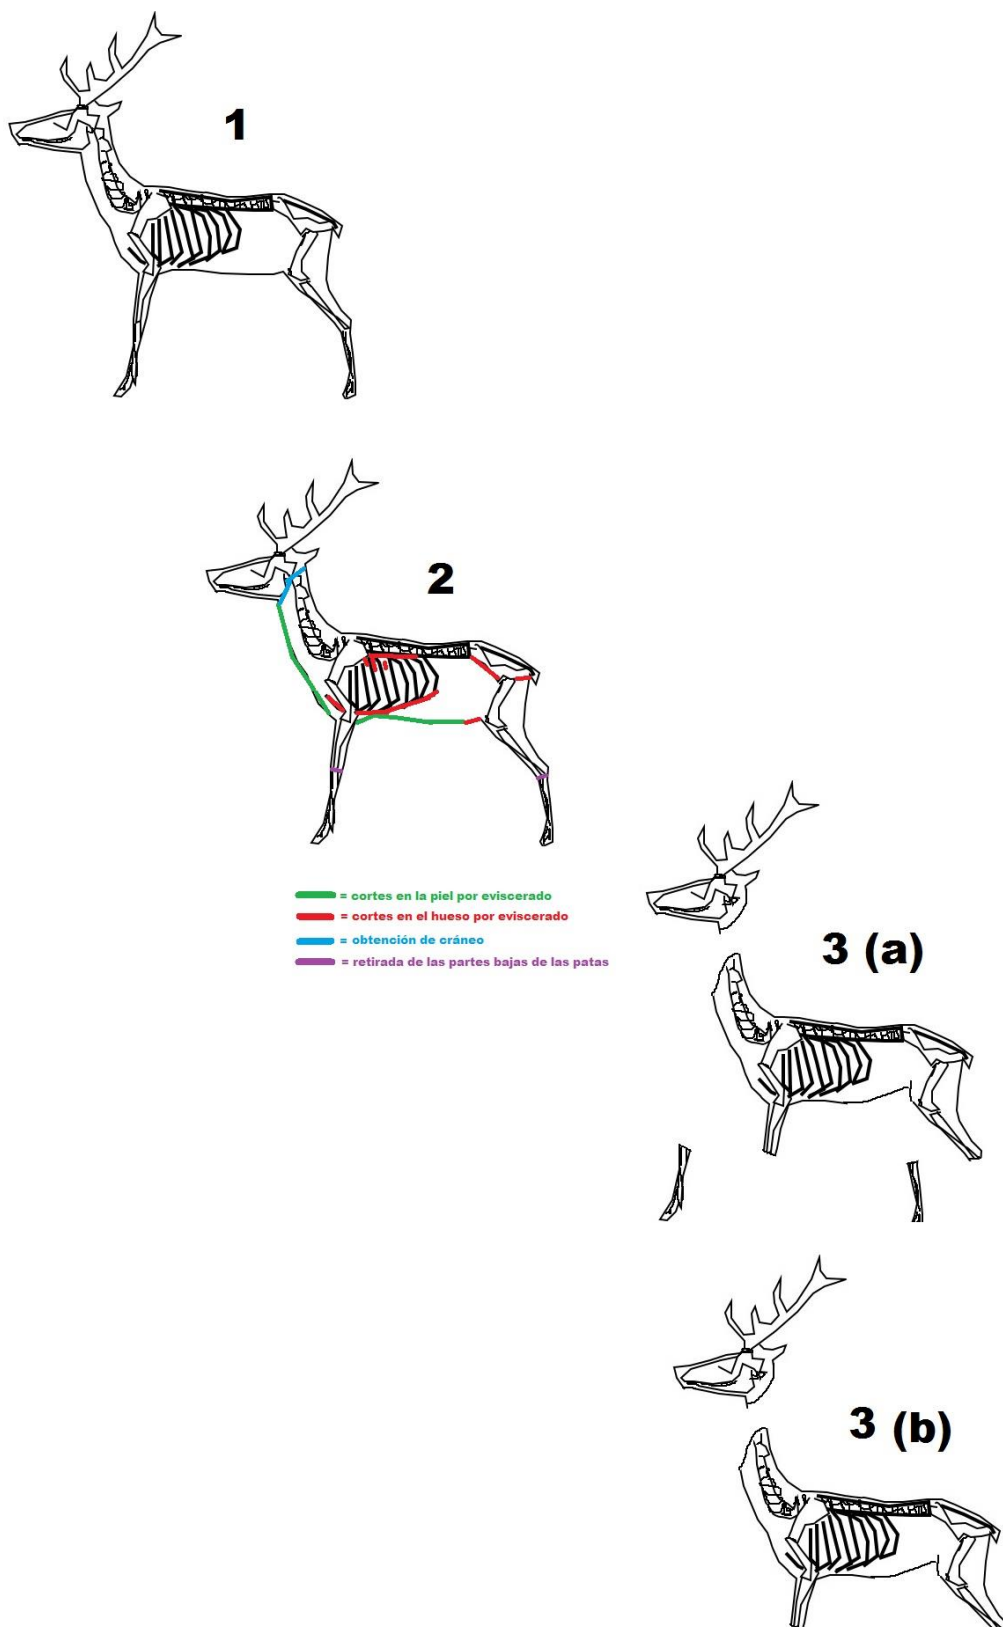 1
2
= cortes en la piel por eviscerado
= cortes en el hueso por eviscerado
= obtención de cráneo
= retirada de las partes bajas de las patas
3 (a)
3 (b)